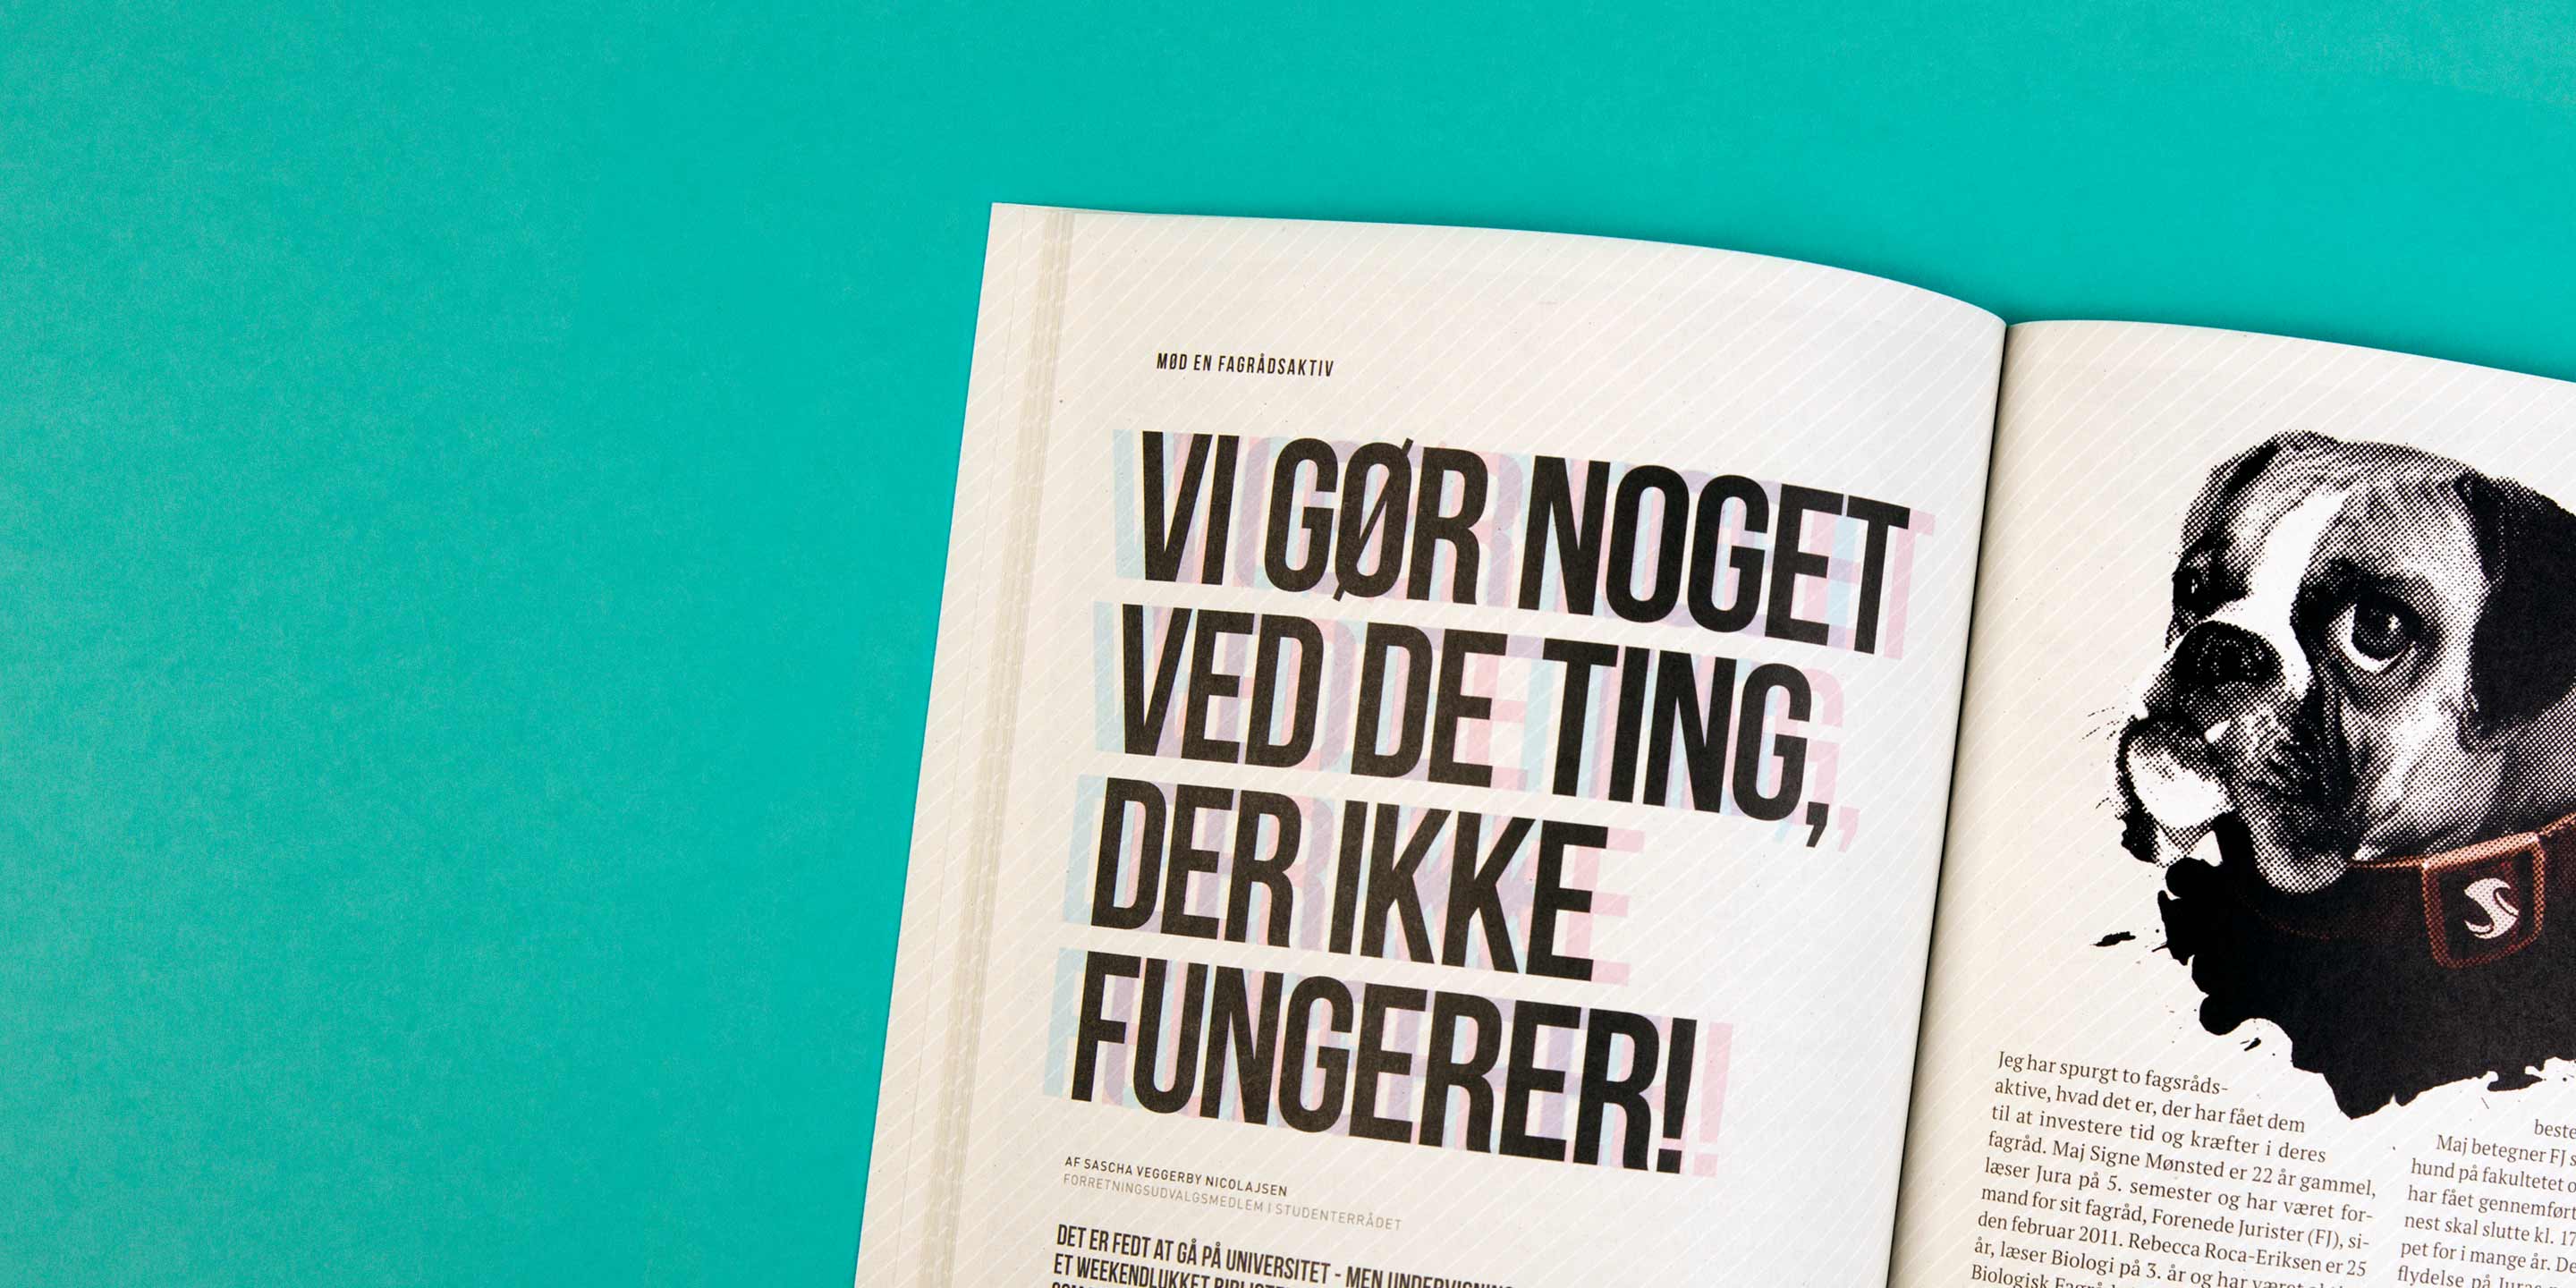 MØD EN FAGRÅDSAKTIV
VI GØR NOGET
VED DE TING,
DER IKKE
FUNGERER!
AF SASCHA VEGGERBY NICOLAJSEN
FORRETNINGSUDVALGSMEDLEM I STUDENTERRÅDET
DET ER FEDT AT GÅ PÅ UNIVERSITET - MEN
ET WEEKENDLUKKET
Jeg har spurgt to fagsråds-
aktive, hvad det er, der har fået dem
til at investere tid og kræfter i deres
fagråd. Maj Signe Mønsted er 22 år gammel,
læser Jura på 5. semester og har været for-
mand for sit fagråd, Forenede Jurister (FJ), si-
den februar 2011. Rebecca Roca-Eriksen er 25
år, læser Biologi på 3. år og har været
Biologisk
beste
Maj betegner FJ s
hund på fakultetet o
har fået gennemført
nest skal slutte kl. 17
pet for i mange år. De
flydelse på